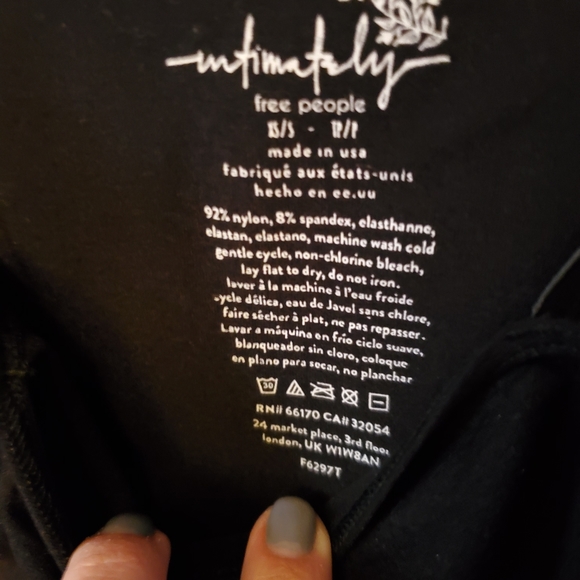 intimately
free people
XS/S - TP/P
made in usa
fabriqué aux états-unis
hecho en ee.uu
92% nylon, 8% spandex, elasthanne,
elastan, elastano, machine wash cold
gentle cycle, non-chlorine bleach,
lay flat to dry, do not iron.
laver à la machine à l'eau froide
cycle délica, eau de Javel sans chlore,
faire sécher à plat, ne pas repasser.
Lavar a máquina en frío ciclo suave,
blanqueador sin cloro, coloque
en plano para secar, no planchar
30
RN# 66170 CA# 32054
24 market place, 3rd floor
london, UK W1W8AN
F6297T